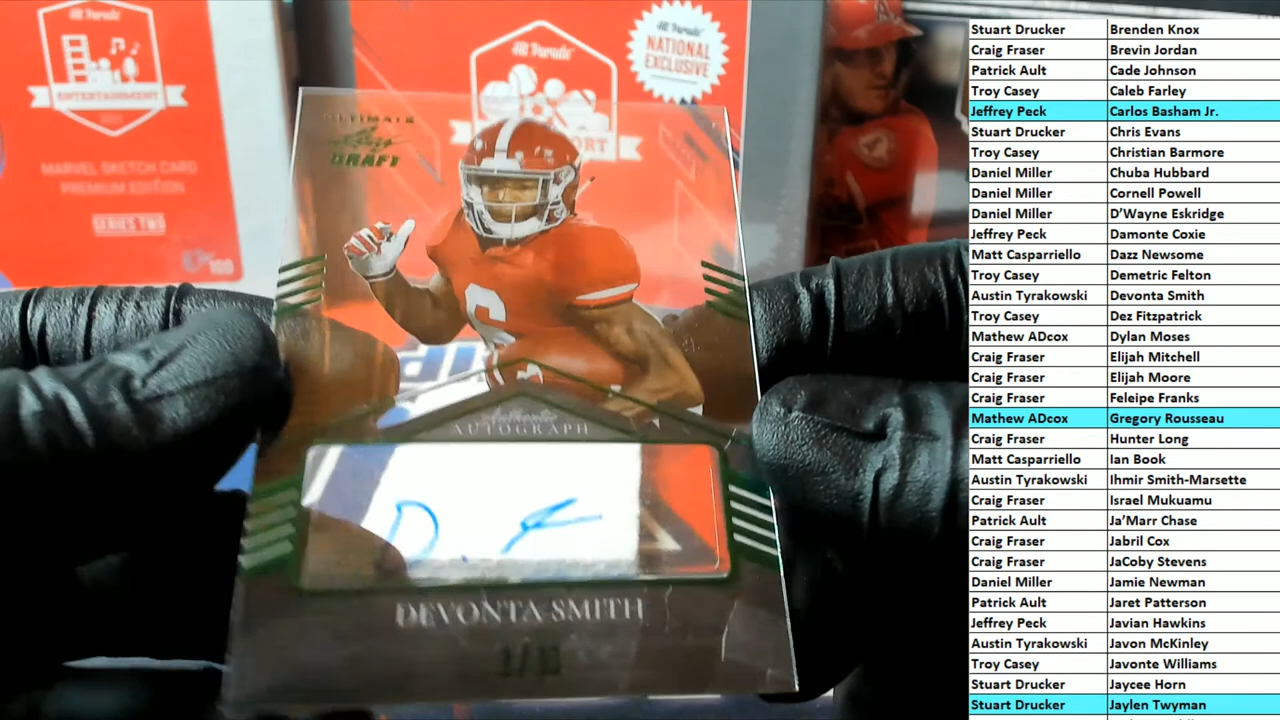 Hit Parade
ENTERTAINMENT
MARVEL SKETCH CARD
PREMIUM EDITION
SERIES TWO
Hit Parade
NATIONAL
EXCLUSIVE
Hit Parade
ULTIMATE
Leaf
DRAFT
6
Authentic
AUTOGRAPH
DEVONTA SMITH
Stuart Drucker Brenden Knox
Craig Fraser Brevin Jordan
Patrick Ault Cade Johnson
Troy Casey Caleb Farley
Jeffrey Peck Carlos Basham Jr.
Stuart Drucker Chris Evans
Troy Casey Christian Barmore
Daniel Miller Chuba Hubbard
Daniel Miller Cornell Powell
Daniel Miller D'Wayne Eskridge
Jeffrey Peck Damonte Coxie
Matt Casparriello Dazz Newsome
Troy Casey Demetric Felton
Austin Tyrakowski Devonta Smith
Troy Casey Dez Fitzpatrick
Mathew ADcox Dylan Moses
Craig Fraser Elijah Mitchell
Craig Fraser Elijah Moore
Craig Fraser Feleipe Franks
Mathew ADcox Gregory Rousseau
Craig Fraser Hunter Long
Matt Casparriello Ian Book
Austin Tyrakowski Ihmir Smith-Marsette
Craig Fraser Israel Mukuamu
Patrick Ault Ja'Marr Chase
Craig Fraser Jabril Cox
Craig Fraser JaCoby Stevens
Daniel Miller Jamie Newman
Patrick Ault Jaret Patterson
Jeffrey Peck Javian Hawkins
Austin Tyrakowski Javon McKinley
Troy Casey Javonte Williams
Stuart Drucker Jaycee Horn
Stuart Drucker Jaylen Twyman